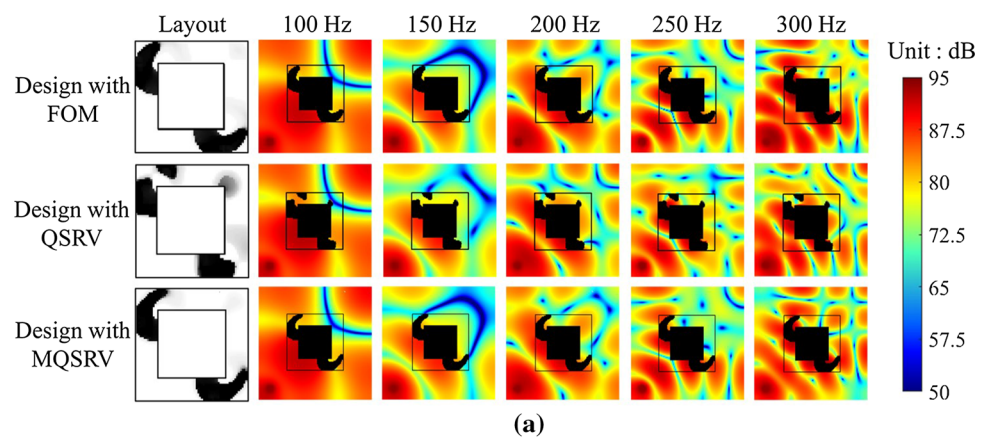 Layout 100 Hz 150 Hz 200 Hz 250 Hz 300 Hz
Unit : dB
Design with
FOM
Design with
QSRV
Design with
MQSRV
95
87.5
80
72.5
65
57.5
50
(a)